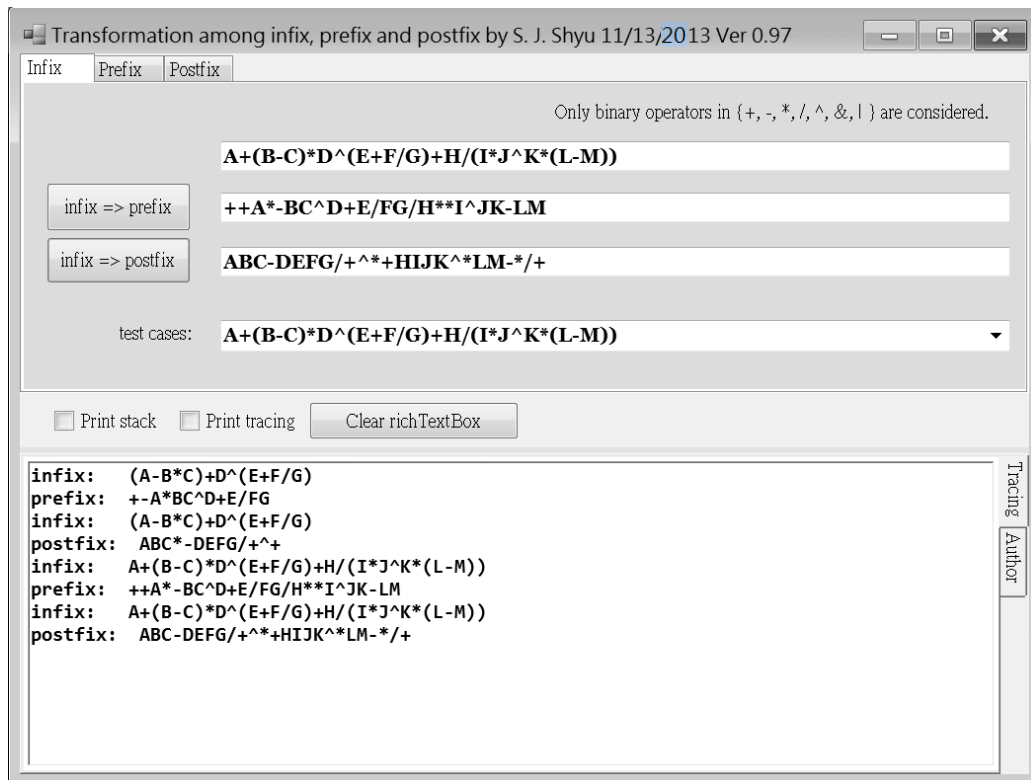 Transformation among infix, prefix and postfix by S. J. Shyu 11/13/2013 Ver 0.97
Infix Prefix Postfix
Only binary operators in {+, -, *, /, ^, &, | } are considered.
A+(B-C)*D^(E+F/G)+H/(I*J^K*(L-M))
infix => prefix ++A*-BC^D+E/FG/H**I^JK-LM
infix => postfix ABC-DEFG/+^*+HIJK^*LM-*/+
test cases: A+(B-C)*D^(E+F/G)+H/(I*J^K*(L-M))
Print stack Print tracing Clear richTextBox
infix: (A-B*C)+D^(E+F/G)
prefix: +-A*BC^D+E/FG
infix: (A-B*C)+D^(E+F/G)
postfix: ABC*-DEFG/+^+
infix: A+(B-C)*D^(E+F/G)+H/(I*J^K*(L-M))
prefix: ++A*-BC^D+E/FG/H**I^JK-LM
infix: A+(B-C)*D^(E+F/G)+H/(I*J^K*(L-M))
postfix: ABC-DEFG/+^*+HIJK^*LM-*/+
Tracing
Author